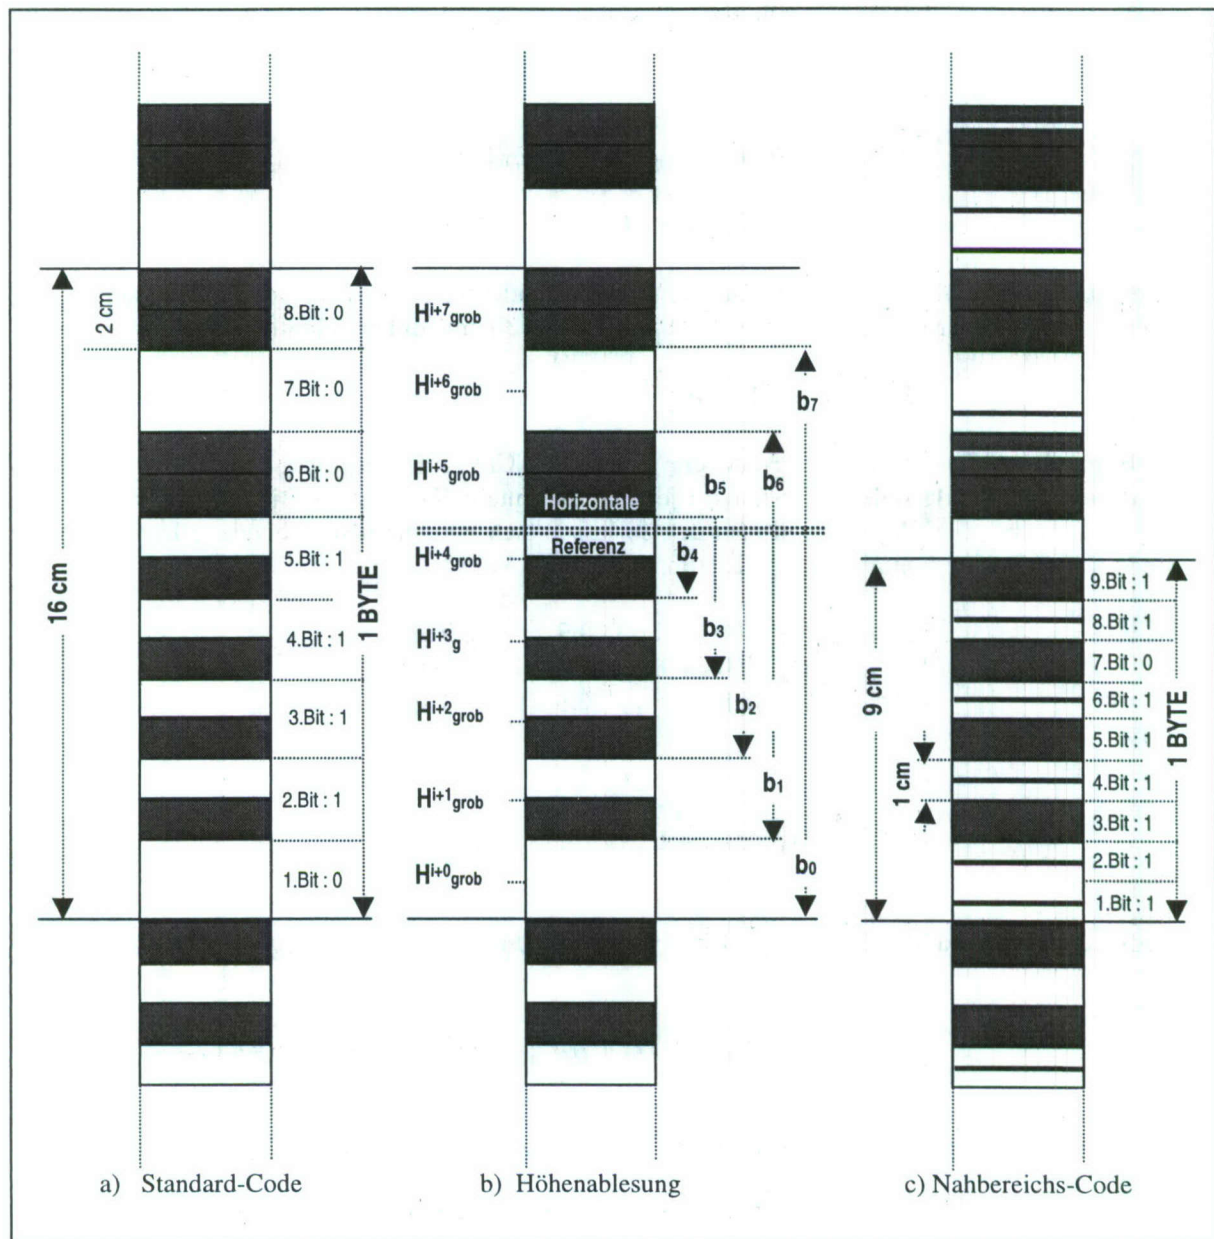 2 cm
16 cm
8.Bit : 0
7.Bit : 0
6.Bit : 0
5.Bit : 1
4.Bit : 1
3.Bit : 1
2.Bit : 1
1.Bit : 0
1 BYTE
a) Standard-Code
Hi+7grob
Hi+6grob
Hi+5grob
Horizontale
Referenz
Hi+4grob
Hi+3g
Hi+2grob
Hi+1grob
Hi+0grob
b7
b5
b6
b4
b3
b2
b1
b0
b) Höhenablesung
9 cm
1 cm
9.Bit : 1
8.Bit : 1
7.Bit : 0
6.Bit : 1
5.Bit : 1
4.Bit : 1
3.Bit : 1
2.Bit : 1
1.Bit : 1
1 BYTE
c) Nahbereichs-Code